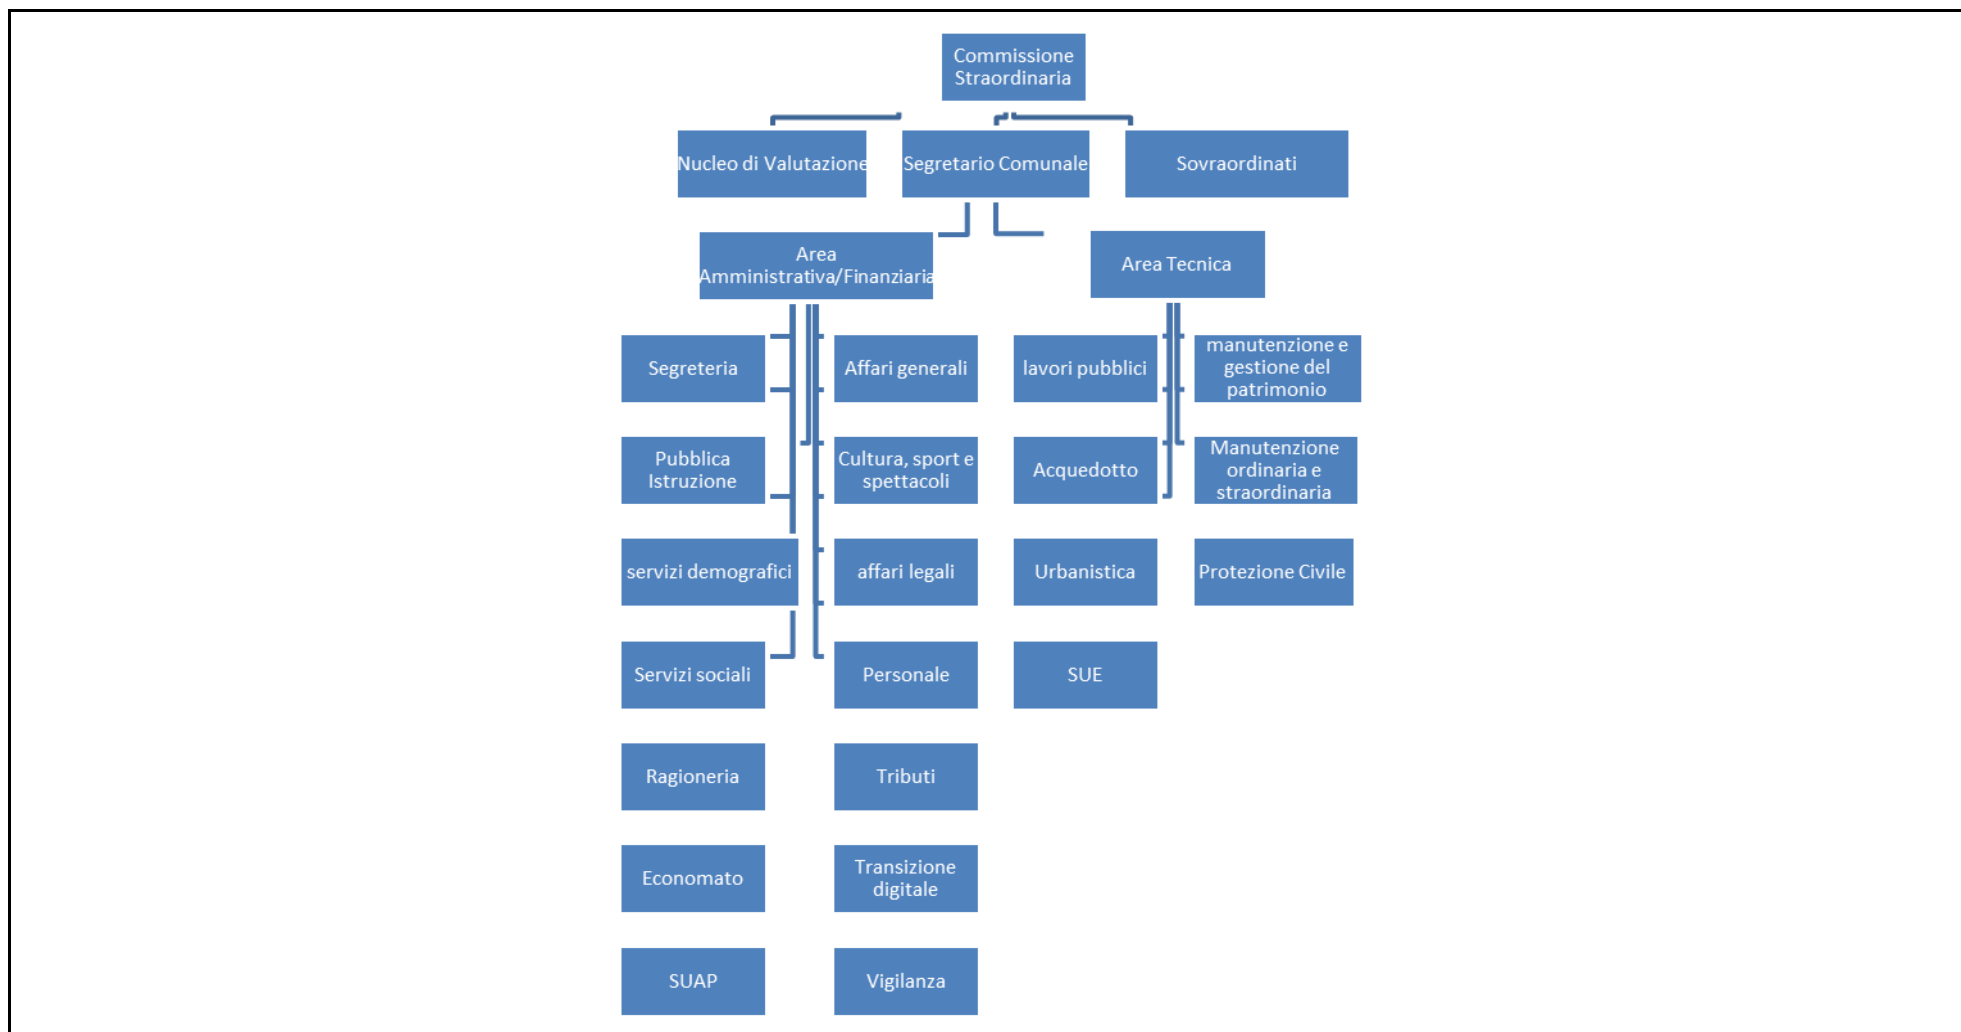 Commissione
Straordinaria
Nucleo di Valutazione
Segretario Comunale
Sovraordinati
Area
Amministrativa/Finanziaria
Area Tecnica
Segreteria
Affari generali
lavori pubblici
manutenzione e
gestione del
patrimonio
Pubblica
Istruzione
Cultura, sport e
spettacoli
Acquedotto
Manutenzione
ordinaria e
straordinaria
servizi demografici
affari legali
Urbanistica
Protezione Civile
Servizi sociali
Personale
SUE
Ragioneria
Tributi
Economato
Transizione
digitale
SUAP
Vigilanza